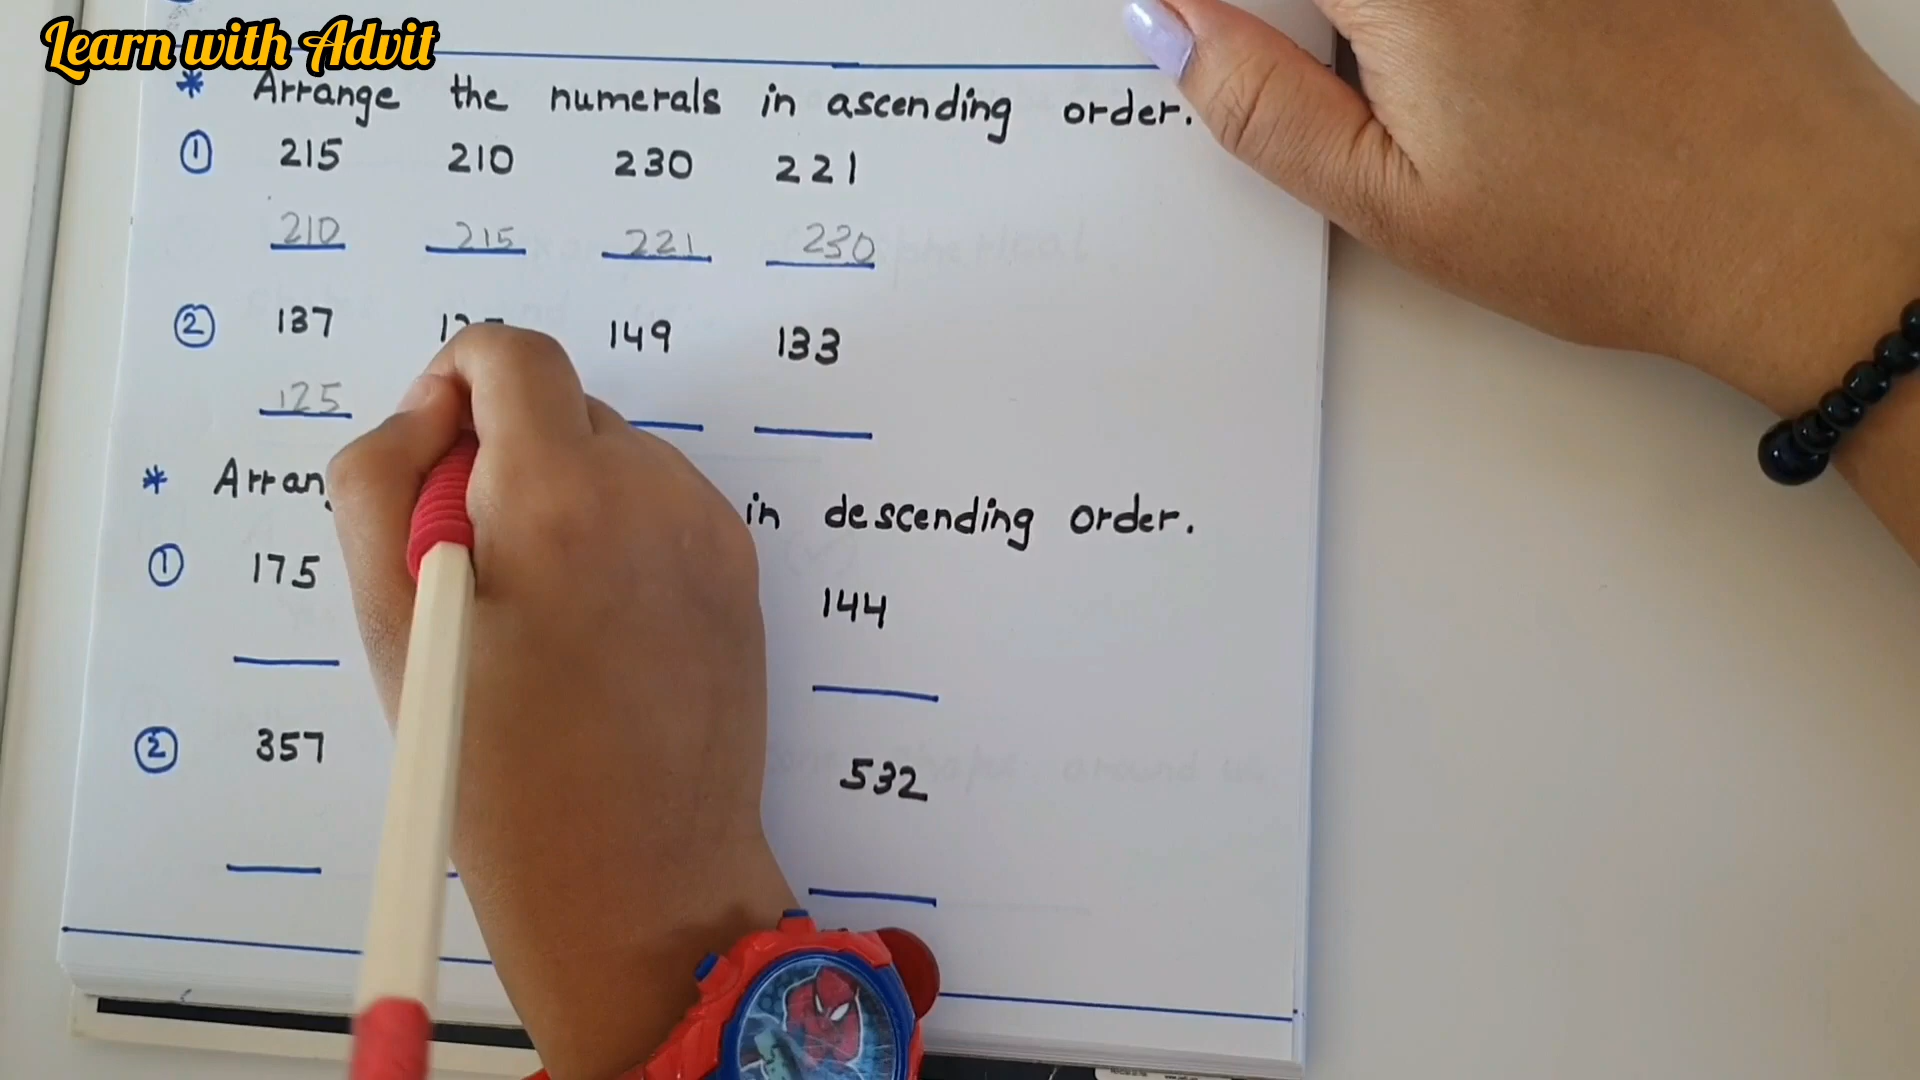 Learn with Advit
* Arrange the numerals in ascending order.
① 215 210 230 221
210 215 221 230
② 137 149 133
125
* in descending order.
① 175 144
② 357 532